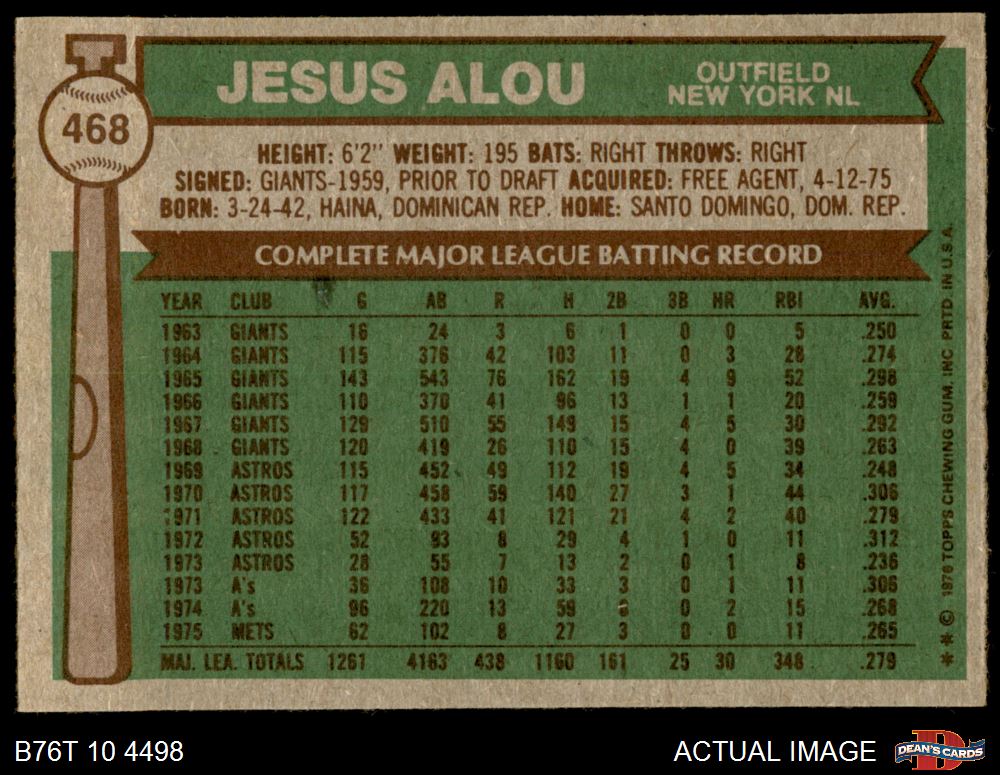 JESUS ALOU
OUTFIELD
NEW YORK NL
468
HEIGHT: 6'2" WEIGHT: 195 BATS: RIGHT THROWS: RIGHT
SIGNED: GIANTS-1959, PRIOR TO DRAFT ACQUIRED: FREE AGENT, 4-12-75
BORN: 3-24-42, HAINA, DOMINICAN REP. HOME: SANTO DOMINGO, DOM. REP.
COMPLETE MAJOR LEAGUE BATTING RECORD
YEAR CLUB G AB R H 2B 3B HR RBI AVG.
1963 GIANTS 16 24 3 6 1 0 0 5 .250
1964 GIANTS 115 376 42 103 11 0 3 28 .274
1965 GIANTS 143 543 76 162 19 4 9 52 .298
1966 GIANTS 110 370 41 96 13 1 1 20 .259
1967 GIANTS 129 510 55 149 15 4 5 30 .292
1968 GIANTS 120 419 26 110 15 4 0 39 .263
1969 ASTROS 115 452 49 112 19 4 5 34 .248
1970 ASTROS 117 458 59 140 27 3 1 44 .306
1971 ASTROS 122 433 41 121 21 4 2 40 .279
1972 ASTROS 52 93 8 29 4 1 0 11 .312
1973 ASTROS 28 55 7 13 2 0 1 8 .236
1973 A's 36 108 10 33 3 0 1 11 .306
1974 A's 96 220 13 59 0 2 15 .268
1975 METS 62 102 8 27 3 0 0 11 .265
MAJ. LEA. TOTALS 1261 4163 438 1160 161 25 30 348 .279
* * © 1976 TOPPS CHEWING GUM, INC PRTD IN U.S.A.
B76T 10 4498
ACTUAL IMAGE
D
DEAN'S CARDS